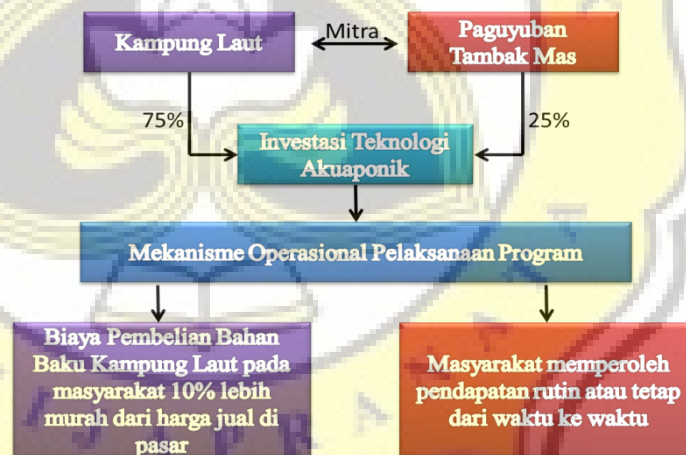 Kampung Laut
Mitra
Paguyuban
Tambak Mas
75%
25%
Investasi Teknologi
Akuaponik
Mekanisme Operasional Pelaksanaan Program
Biaya Pembelian Bahan
Baku Kampung Laut pada
masyarakat 10% lebih
murah dari harga jual di
pasar
Masyarakat memperoleh
pendapatan rutin atau tetap
dari waktu ke waktu